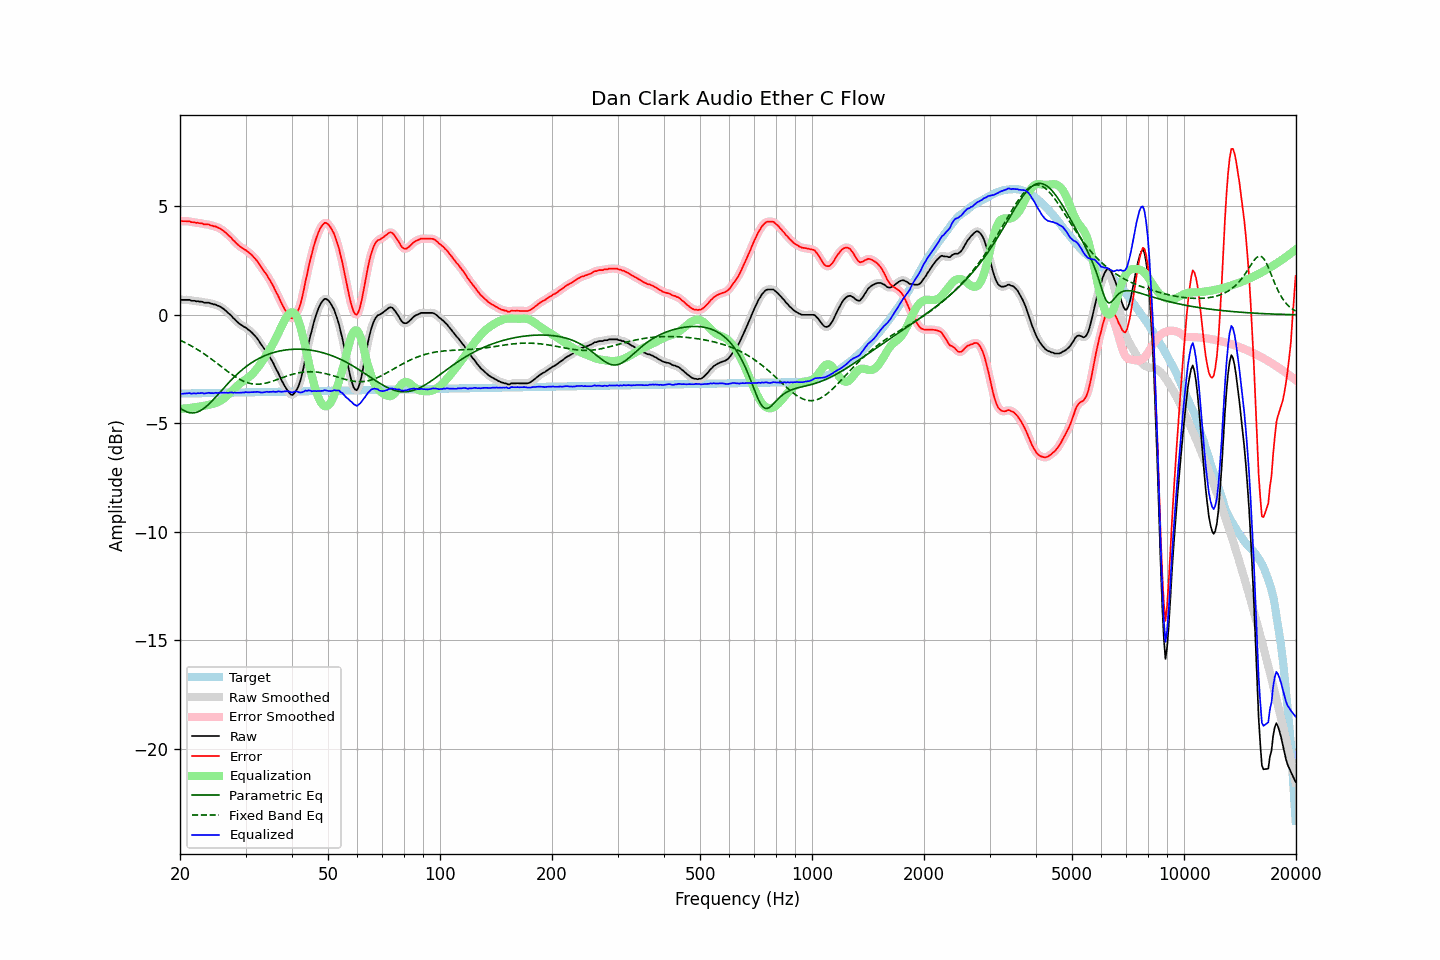 Dan Clark Audio Ether C Flow
Amplitude (dBr)
5
0
−5
−10
−15
−20
Target
Raw Smoothed
Error Smoothed
Raw
Error
Equalization
Parametric Eq
Fixed Band Eq
Equalized
20 50 100 200 500 1000 2000 5000 10000 20000
Frequency (Hz)